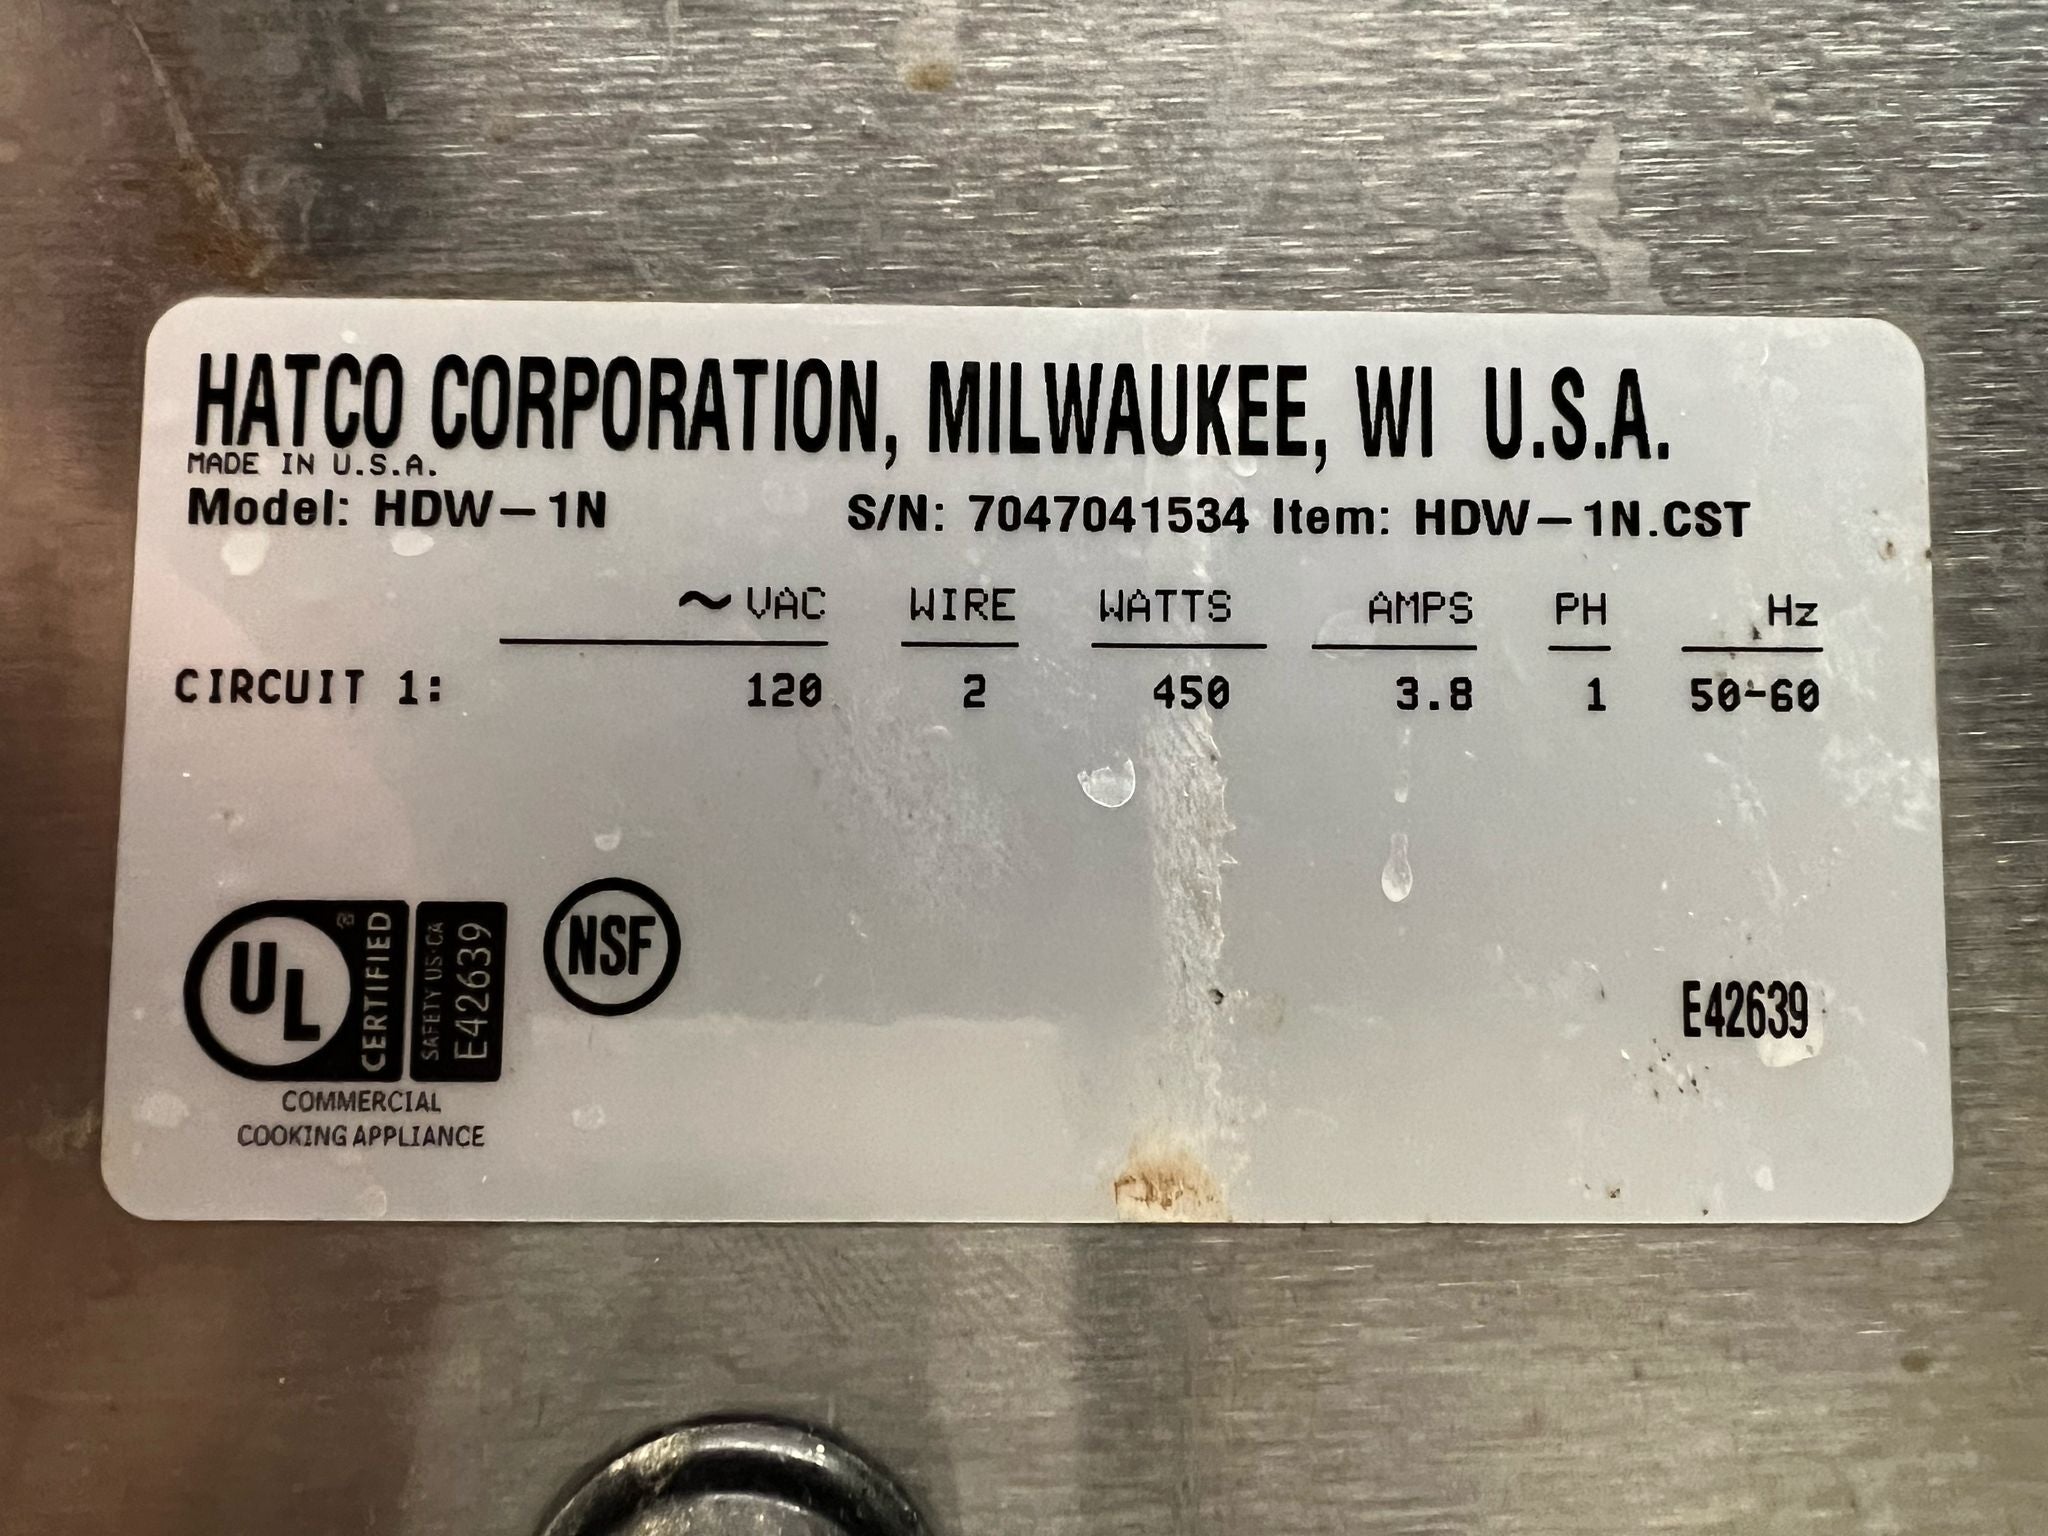 HATCO CORPORATION, MILWAUKEE, WI U.S.A.
MADE IN U.S.A.
Model: HDW-1N S/N: 7047041534 Item: HDW-1N.CST
~VAC WIRE WATTS AMPS PH Hz
CIRCUIT 1: 120 2 450 3.8 1 50-60
UL ® CERTIFIED
SAFETY US-CA
E42639
COMMERCIAL
COOKING APPLIANCE
NSF
E42639